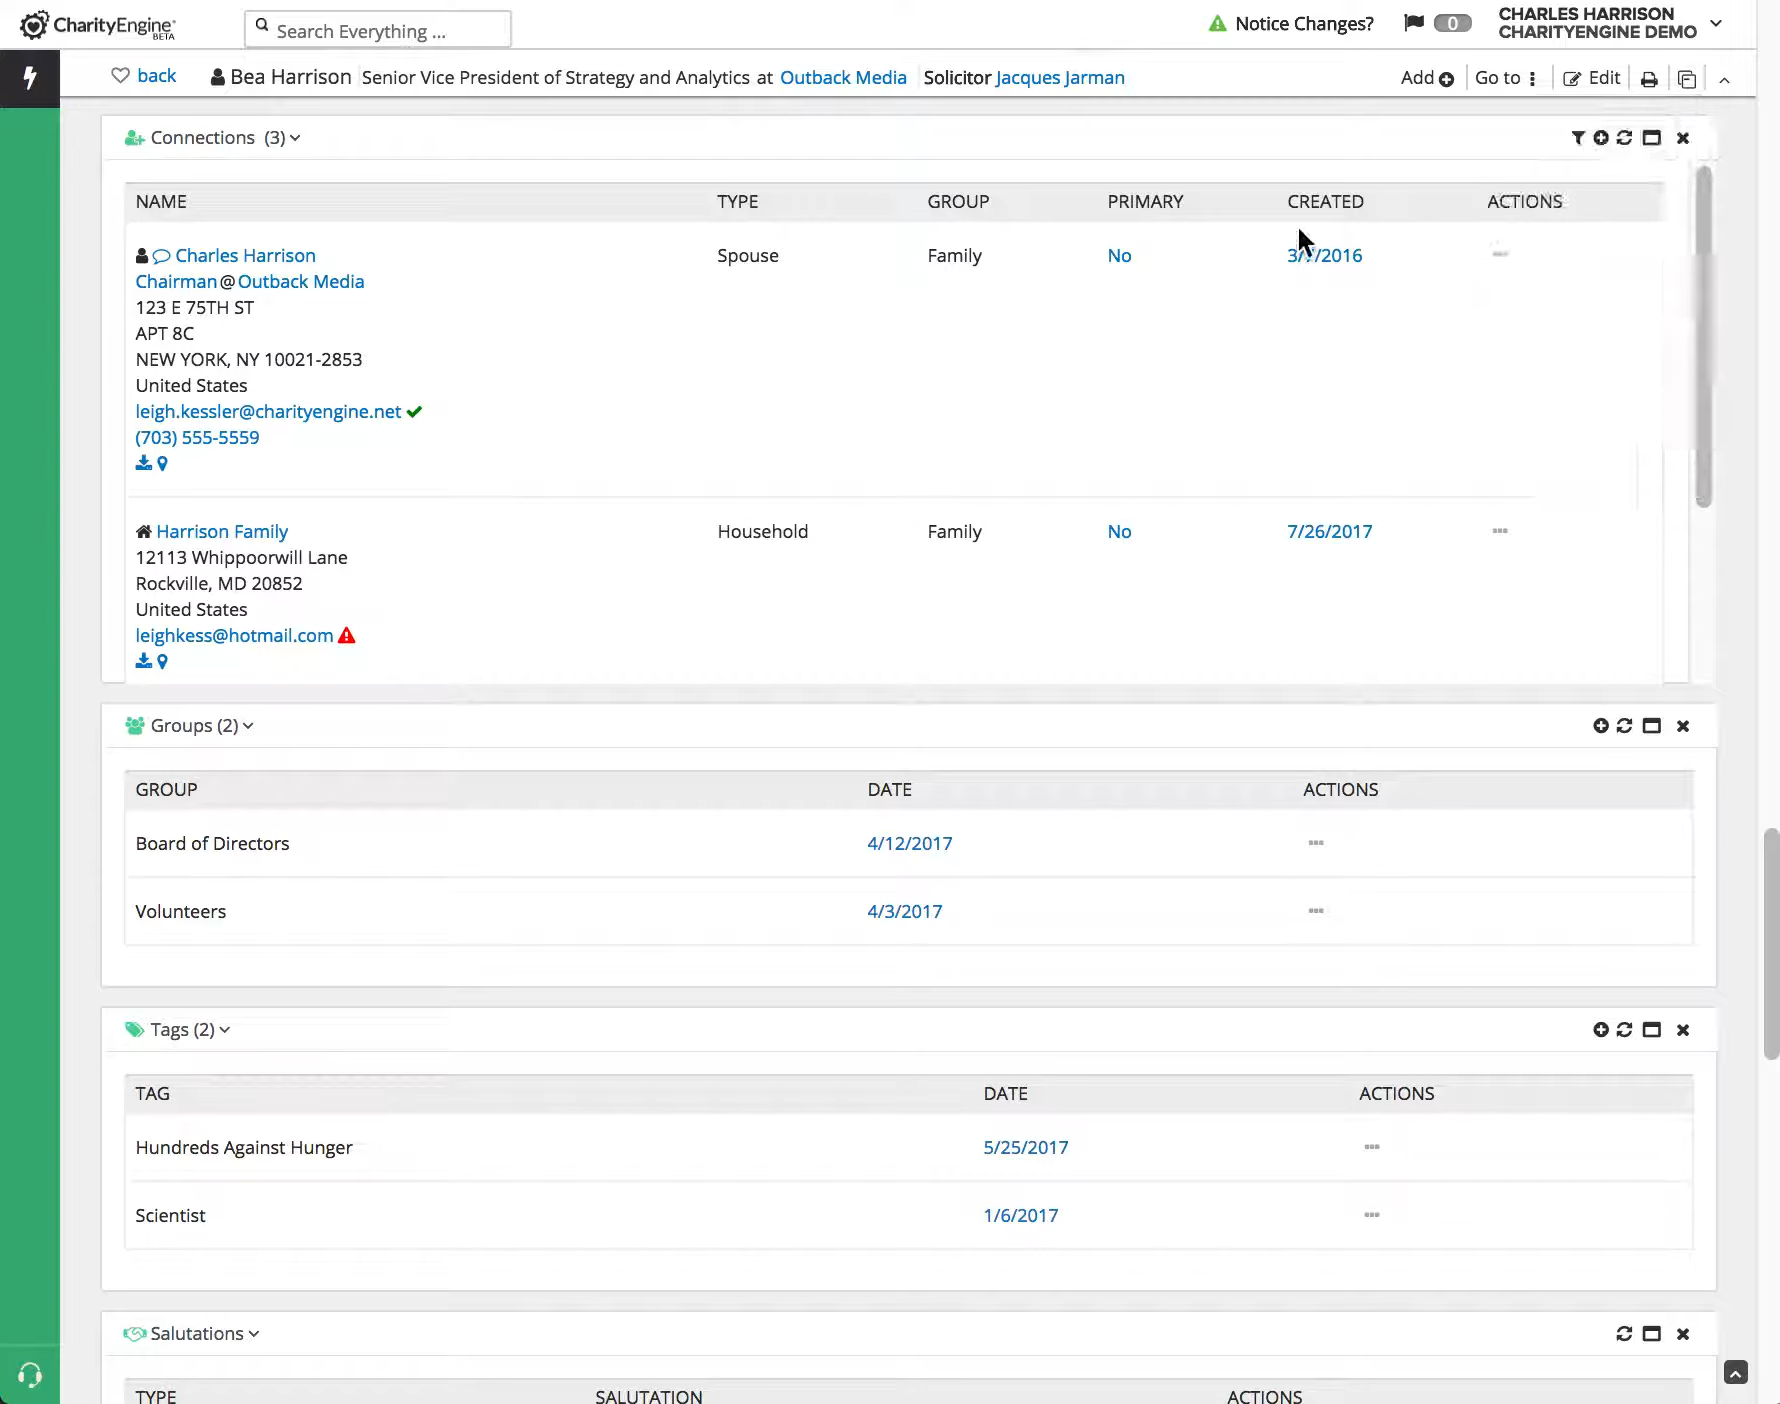 CharityEngine
BETA
Search Everything ...
Notice Changes?
0
CHARLES HARRISON
CHARITYENGINE DEMO
back
Bea Harrison Senior Vice President of Strategy and Analytics at Outback Media Solicitor Jacques Jarman
Add
Go to
Edit
Connections (3)
NAME TYPE GROUP PRIMARY CREATED ACTIONS
Charles Harrison Spouse Family No /2016
Chairman@Outback Media
123 E 75TH ST
APT 8C
NEW YORK, NY 10021-2853
United States
leigh.kessler@charityengine.net
(703) 555-5559
Harrison Family Household Family No 7/26/2017
12113 Whippoorwill Lane
Rockville, MD 20852
United States
leighkess@hotmail.com
Groups (2)
GROUP DATE ACTIONS
Board of Directors 4/12/2017
Volunteers 4/3/2017
Tags (2)
TAG DATE ACTIONS
Hundreds Against Hunger 5/25/2017
Scientist 1/6/2017
Salutations
TYPE SALUTATION ACTIONS